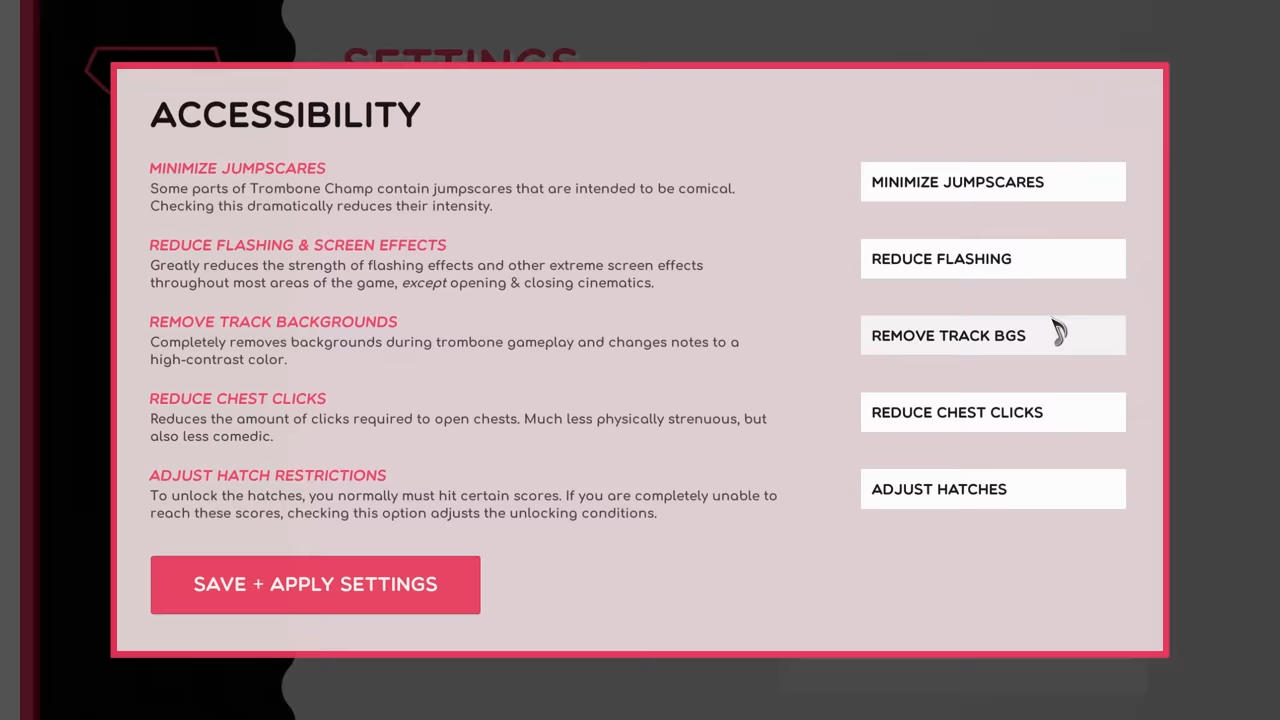 SETTINGS
ACCESSIBILITY
MINIMIZE JUMPSCARES
Some parts of Trombone Champ contain jumpscares that are intended to be comical.
Checking this dramatically reduces their intensity.
MINIMIZE JUMPSCARES
REDUCE FLASHING & SCREEN EFFECTS
Greatly reduces the strength of flashing effects and other extreme screen effects
throughout most areas of the game, except opening & closing cinematics.
REDUCE FLASHING
REMOVE TRACK BACKGROUNDS
Completely removes backgrounds during trombone gameplay and changes notes to a
high-contrast color.
REMOVE TRACK BGS
REDUCE CHEST CLICKS
Reduces the amount of clicks required to open chests. Much less physically strenuous, but
also less comedic.
REDUCE CHEST CLICKS
ADJUST HATCH RESTRICTIONS
To unlock the hatches, you normally must hit certain scores. If you are completely unable to
reach these scores, checking this option adjusts the unlocking conditions.
ADJUST HATCHES
SAVE + APPLY SETTINGS